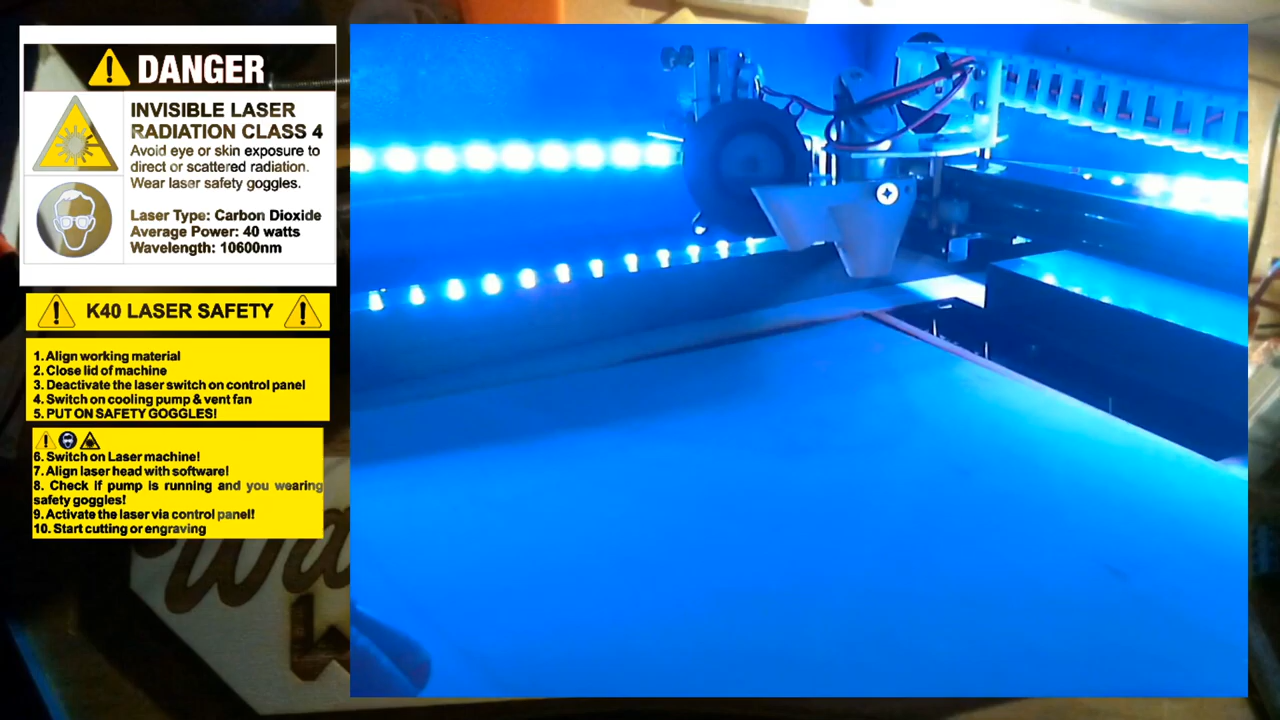 DANGER
INVISIBLE LASER
RADIATION CLASS 4
Avoid eye or skin exposure to
direct or scattered radiation.
Wear laser safety goggles.
Laser Type: Carbon Dioxide
Average Power: 40 watts
Wavelength: 10600nm
K40 LASER SAFETY
1. Align working material
2. Close lid of machine
3. Deactivate the laser switch on control panel
4. Switch on cooling pump & vent fan
5. PUT ON SAFETY GOGGLES!
6. Switch on Laser machine!
7. Align laser head with software!
8. Check if pump is running and you wearing
safety goggles!
9. Activate the laser via control panel!
10. Start cutting or engraving